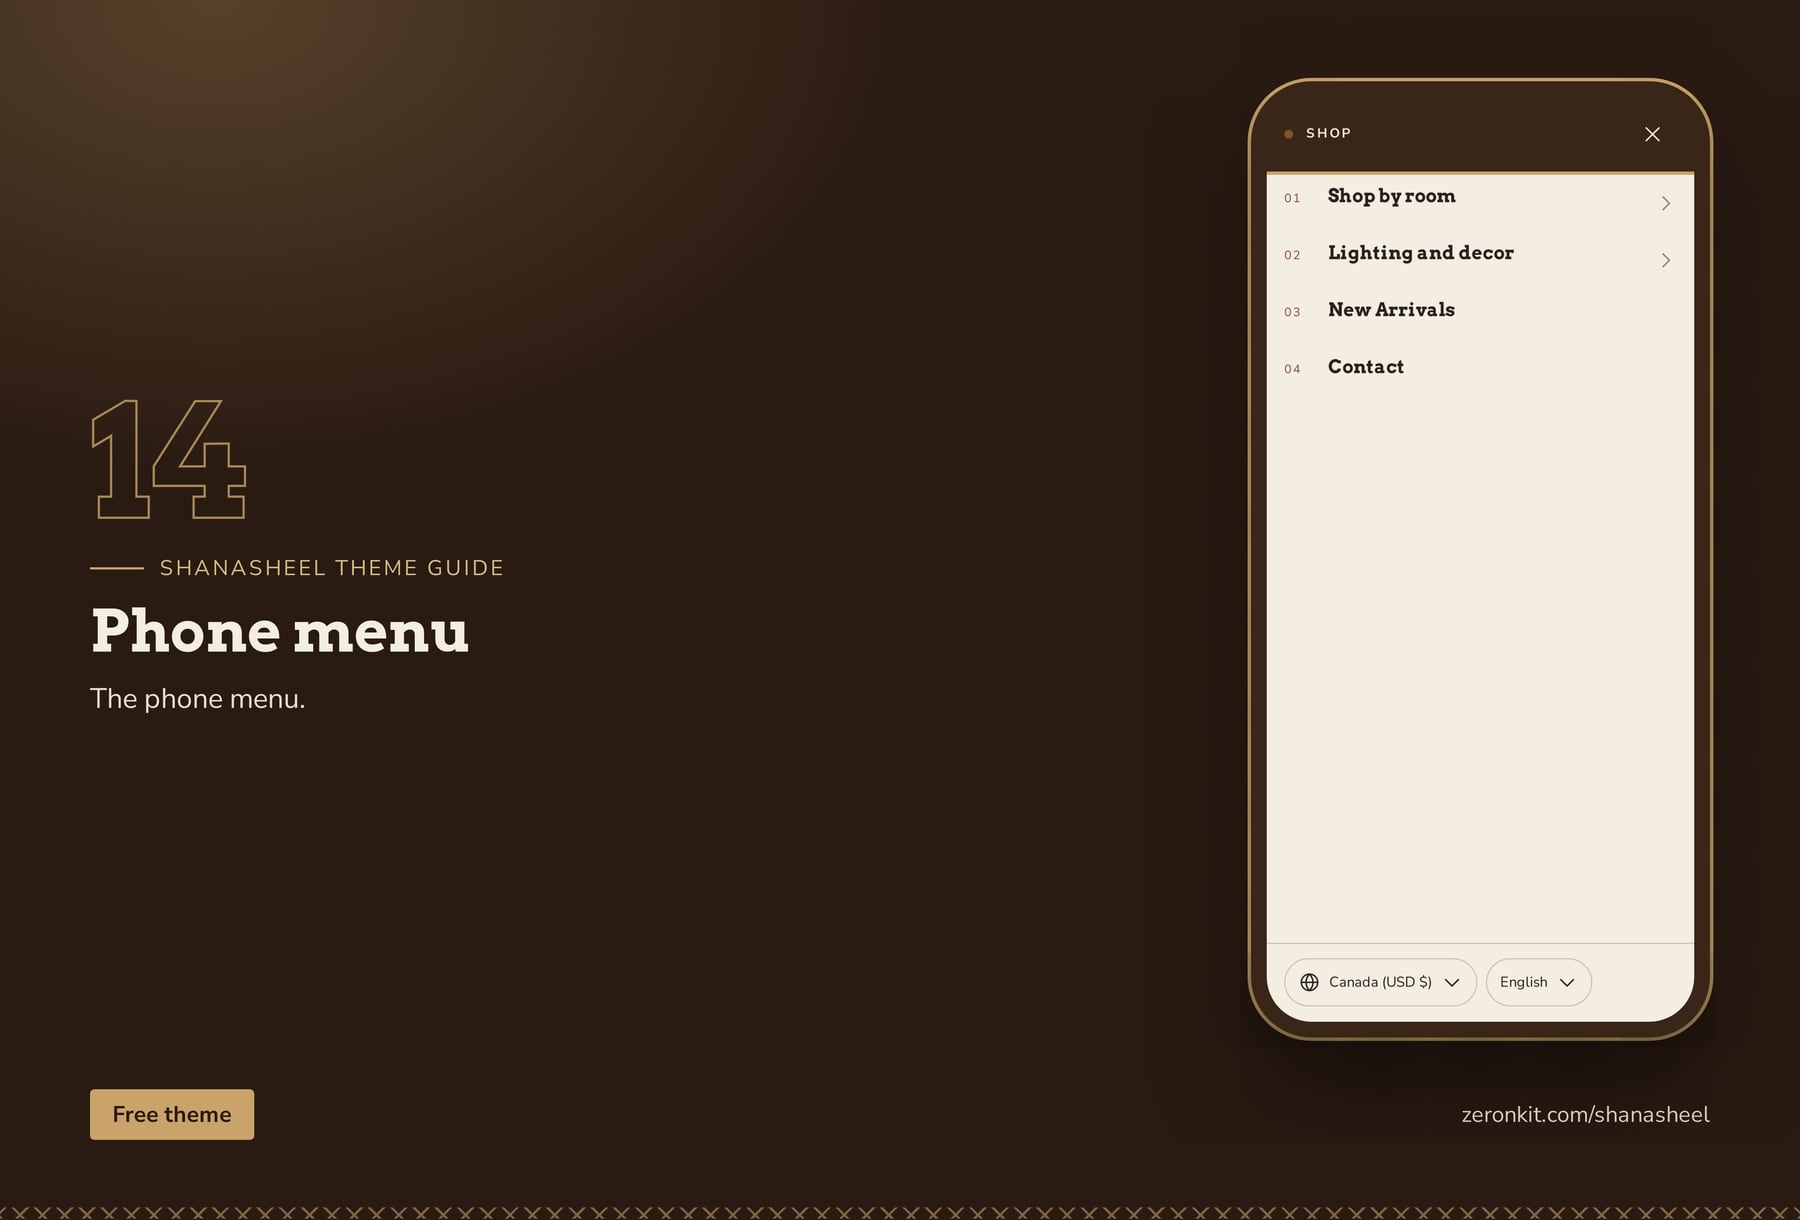 14
SHANASHEEL THEME GUIDE
Phone menu
The phone menu.
Free theme
SHOP
01 Shop by room
02 Lighting and decor
03 New Arrivals
04 Contact
Canada (USD $) English
zeronkit.com/shanasheel